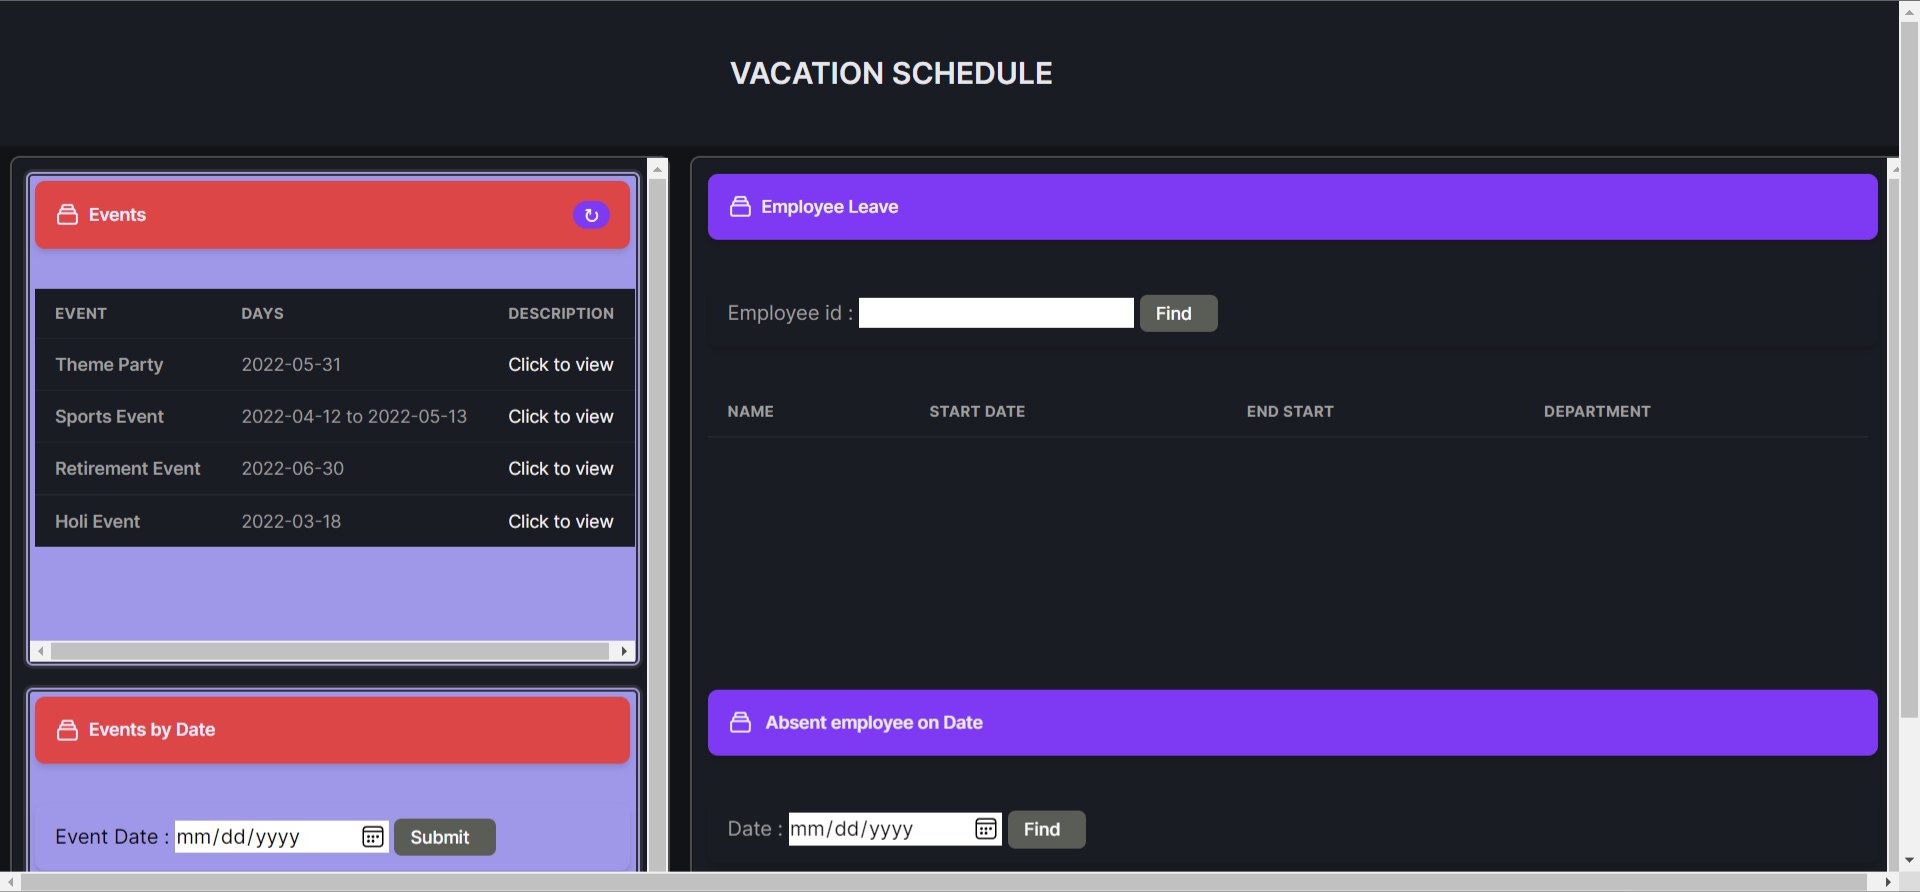 VACATION SCHEDULE
Events
↻
EVENT DAYS DESCRIPTION
Theme Party 2022-05-31 Click to view
Sports Event 2022-04-12 to 2022-05-13 Click to view
Retirement Event 2022-06-30 Click to view
Holi Event 2022-03-18 Click to view
Events by Date
Event Date : mm/dd/yyyy Submit
Employee Leave
Employee id : Find
NAME START DATE END START DEPARTMENT
Absent employee on Date
Date : mm/dd/yyyy Find